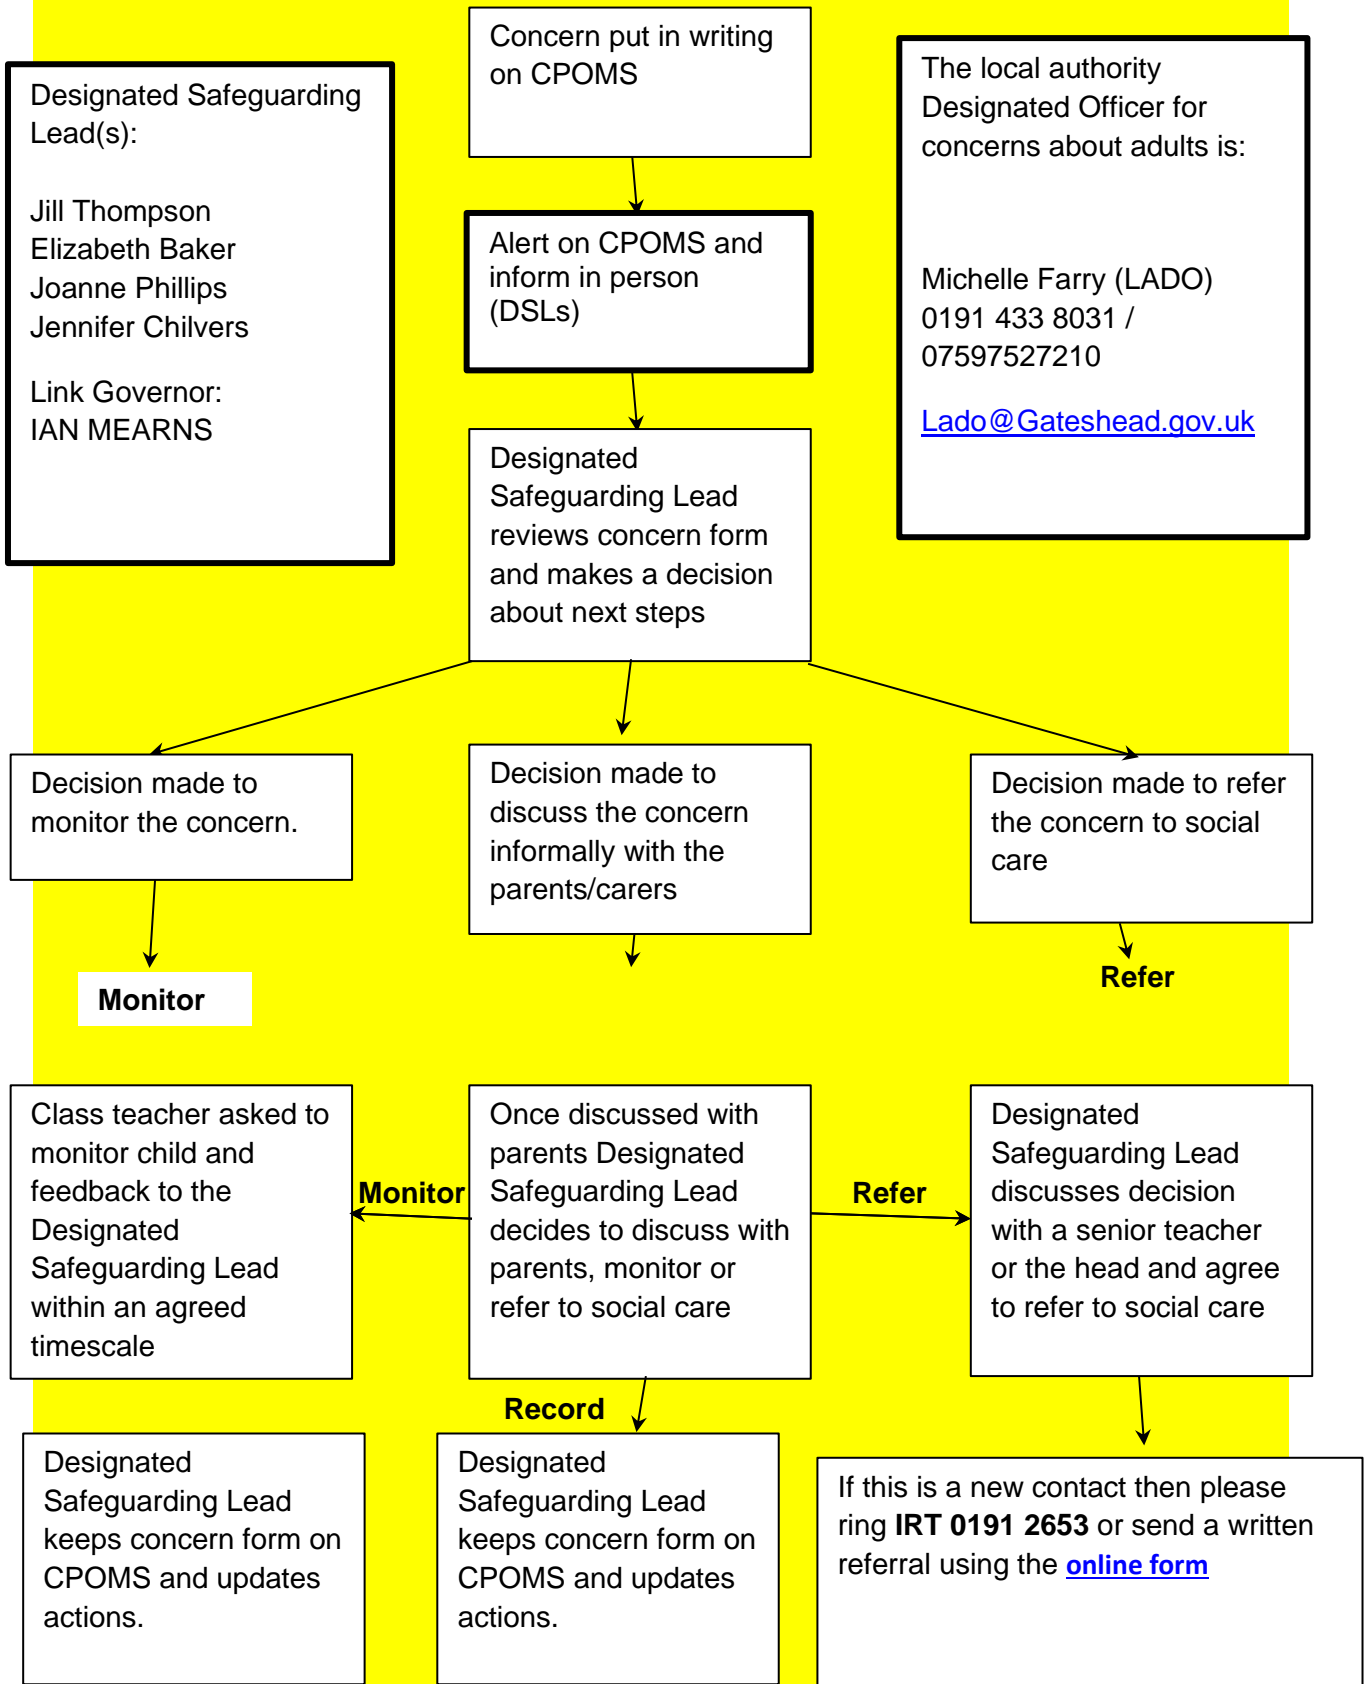 Concern put in writing
on CPOMS
Designated Safeguarding
Lead(s):
Jill Thompson
Elizabeth Baker
Joanne Phillips
Jennifer Chilvers
Link Governor:
IAN MEARNS
The local authority
Designated Officer for
concerns about adults is:
Michelle Farry (LADO)
0191 433 8031 /
07597527210
Lado@Gateshead.gov.uk
Alert on CPOMS and
inform in person
(DSLs)
Designated
Safeguarding Lead
reviews concern form
and makes a decision
about next steps
Decision made to
monitor the concern.
Decision made to
discuss the concern
informally with the
parents/carers
Decision made to refer
the concern to social
care
Monitor
Refer
Class teacher asked to
monitor child and
feedback to the
Designated
Safeguarding Lead
within an agreed
timescale
Monitor
Once discussed with
parents Designated
Safeguarding Lead
decides to discuss with
parents, monitor or
refer to social care
Refer
Designated
Safeguarding Lead
discusses decision
with a senior teacher
or the head and agree
to refer to social care
Record
Designated
Safeguarding Lead
keeps concern form on
CPOMS and updates
actions.
Designated
Safeguarding Lead
keeps concern form on
CPOMS and updates
actions.
If this is a new contact then please
ring IRT 0191 2653 or send a written
referral using the online form